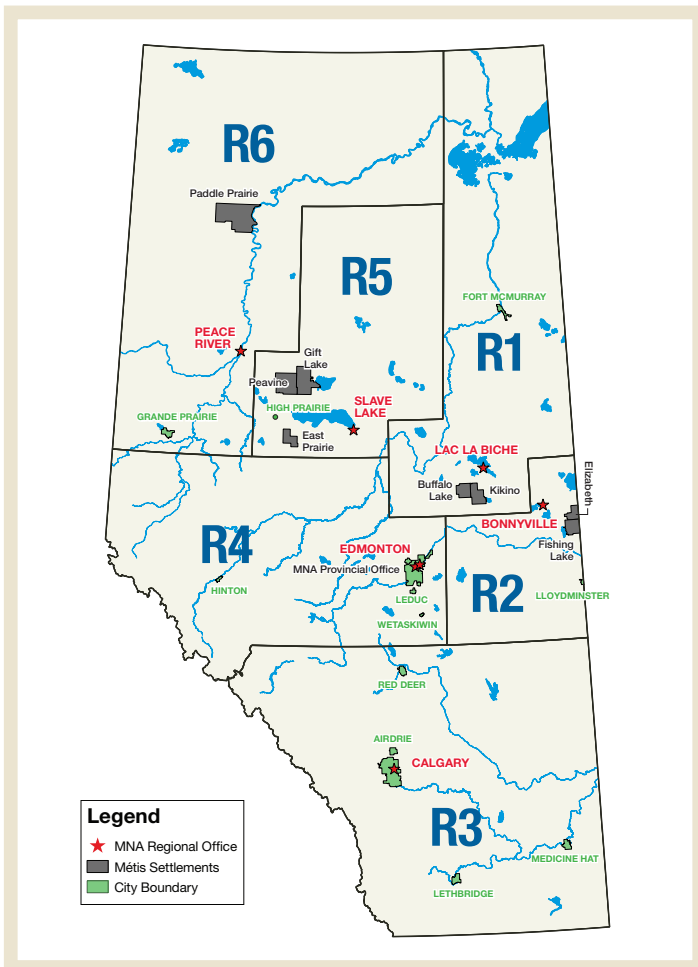 R6
Paddle Prairie
R5
FORT MCMURRAY
PEACE
RIVER
R1
Gift
Lake
Peavine
SLAVE
LAKE
HIGH PRAIRIE
GRANDE PRAIRIE
East
Prairie
LAC LA BICHE
Elizabeth
Buffalo
Lake
Kikino
BONNYVILLE
R4
EDMONTON
Fishing
Lake
MNA Provincial Office
R2
HINTON
LEDUC
LLOYDMINSTER
WETASKIWIN
RED DEER
AIRDRIE
CALGARY
R3
Legend
MNA Regional Office
Métis Settlements
City Boundary
MEDICINE HAT
LETHBRIDGE